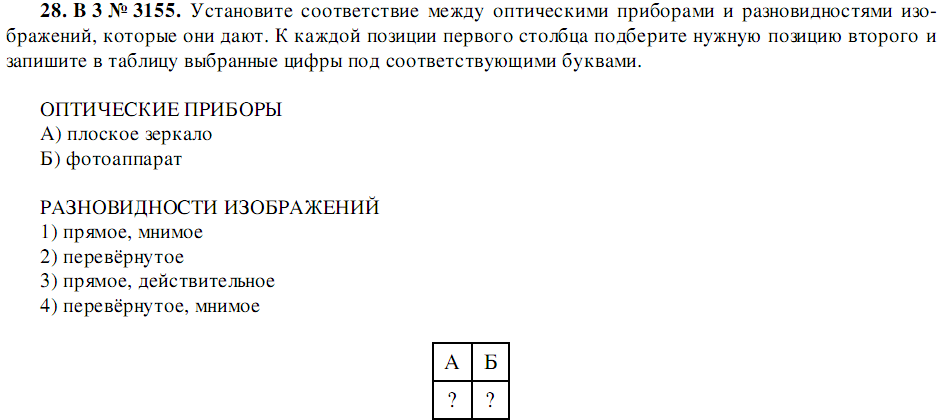 28. В 3 № 3155. Установите соответствие между оптическими приборами и разновидностями изо-
бражений, которые они дают. К каждой позиции первого столбца подберите нужную позицию второго и
запишите в таблицу выбранные цифры под соответствующими буквами.
ОПТИЧЕСКИЕ ПРИБОРЫ
А) плоское зеркало
Б) фотоаппарат
РАЗНОВИДНОСТИ ИЗОБРАЖЕНИЙ
1) прямое, мнимое
2) перевёрнутое
3) прямое, действительное
4) перевёрнутое, мнимое
А Б
? ?